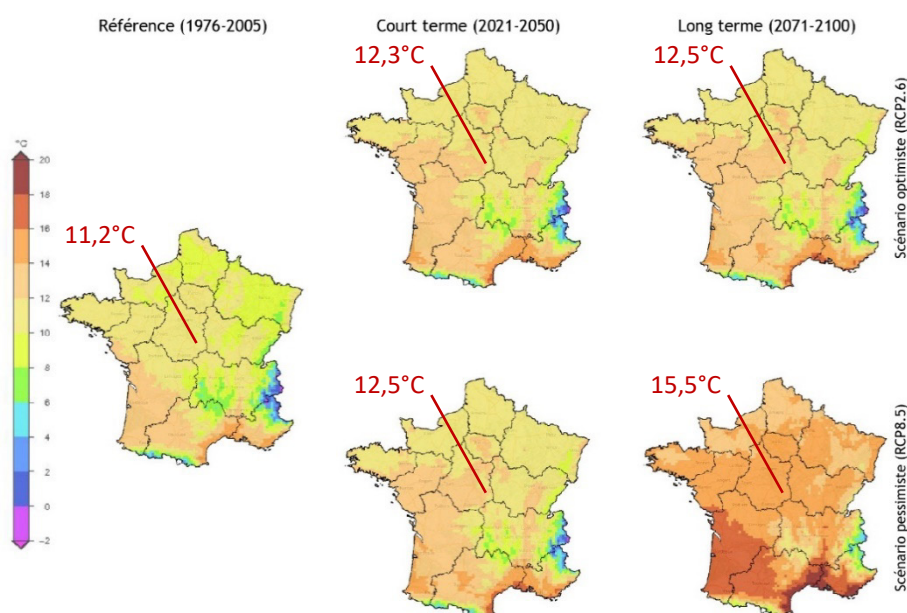 Référence (1976-2005)
Court terme (2021-2050)
Long terme (2071-2100)
12,3°C
12,5°C
Scénario optimiste (RCP2.6)
°C
20
18
16
14
12
10
8
6
4
2
0
−2
11,2°C
12,5°C
15,5°C
Scénario pessimiste (RCP8.5)